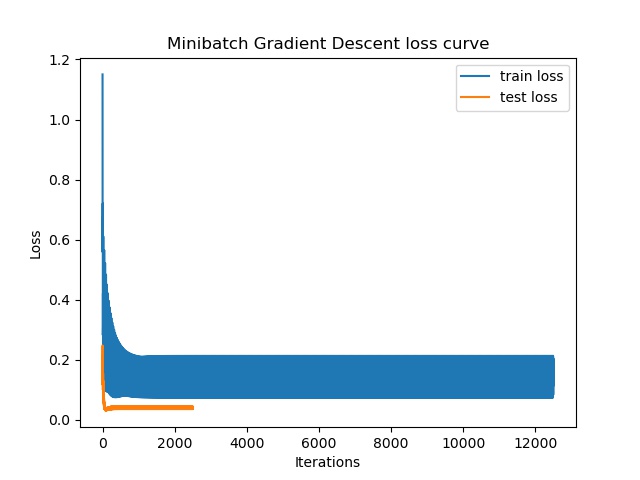 Minibatch Gradient Descent loss curve
train loss
test loss
1.2
1.0
0.8
0.6
0.4
0.2
0.0
Loss
0 2000 4000 6000 8000 10000 12000
Iterations